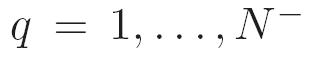 q = 1, . . . , N⁻